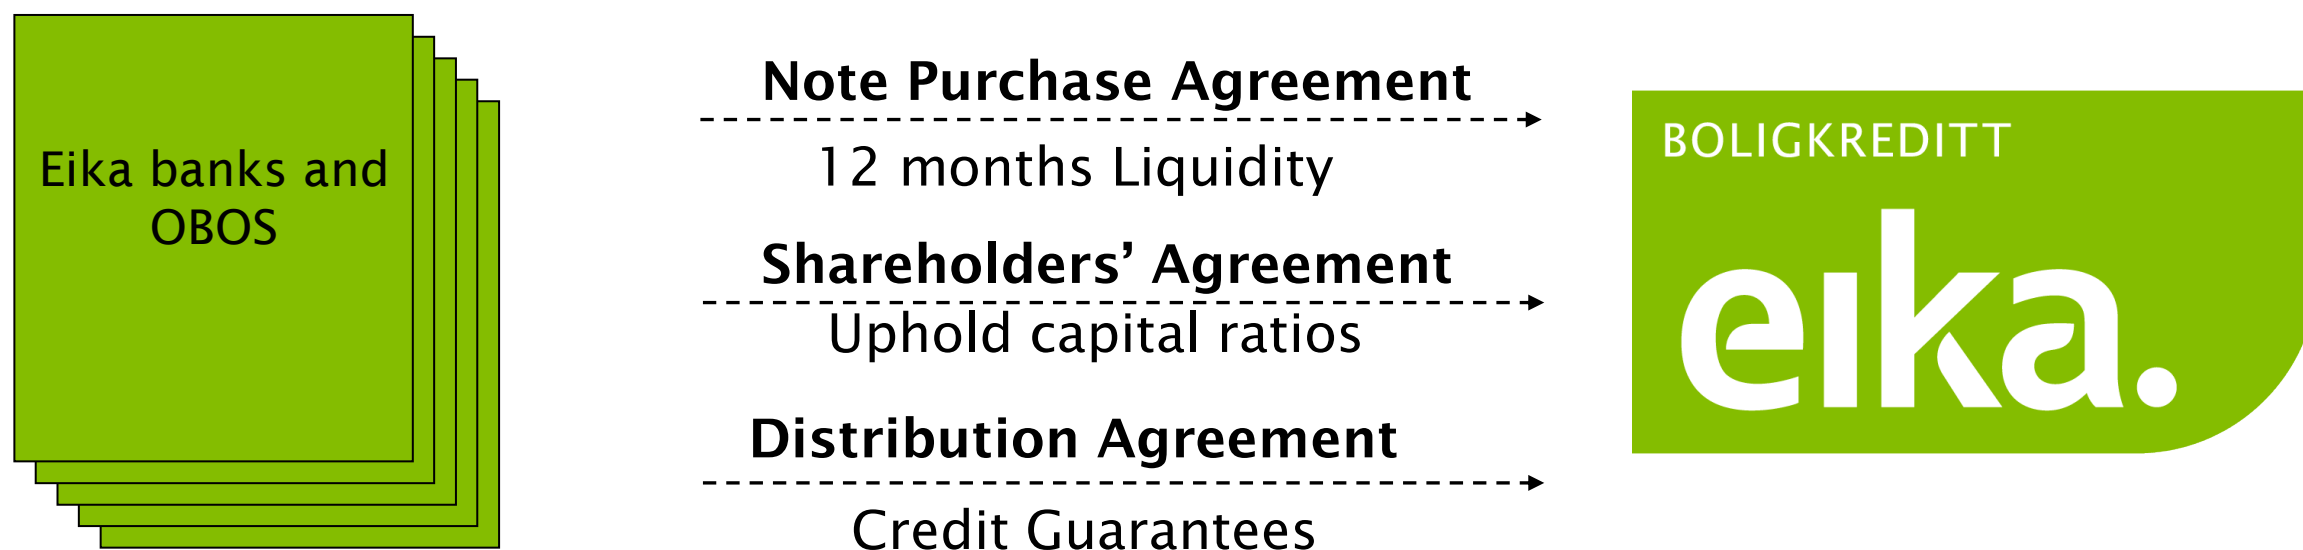 Eika banks and
OBOS
Note Purchase Agreement
12 months Liquidity
Shareholders’ Agreement
Uphold capital ratios
Distribution Agreement
Credit Guarantees
BOLIGKREDITT
eika.